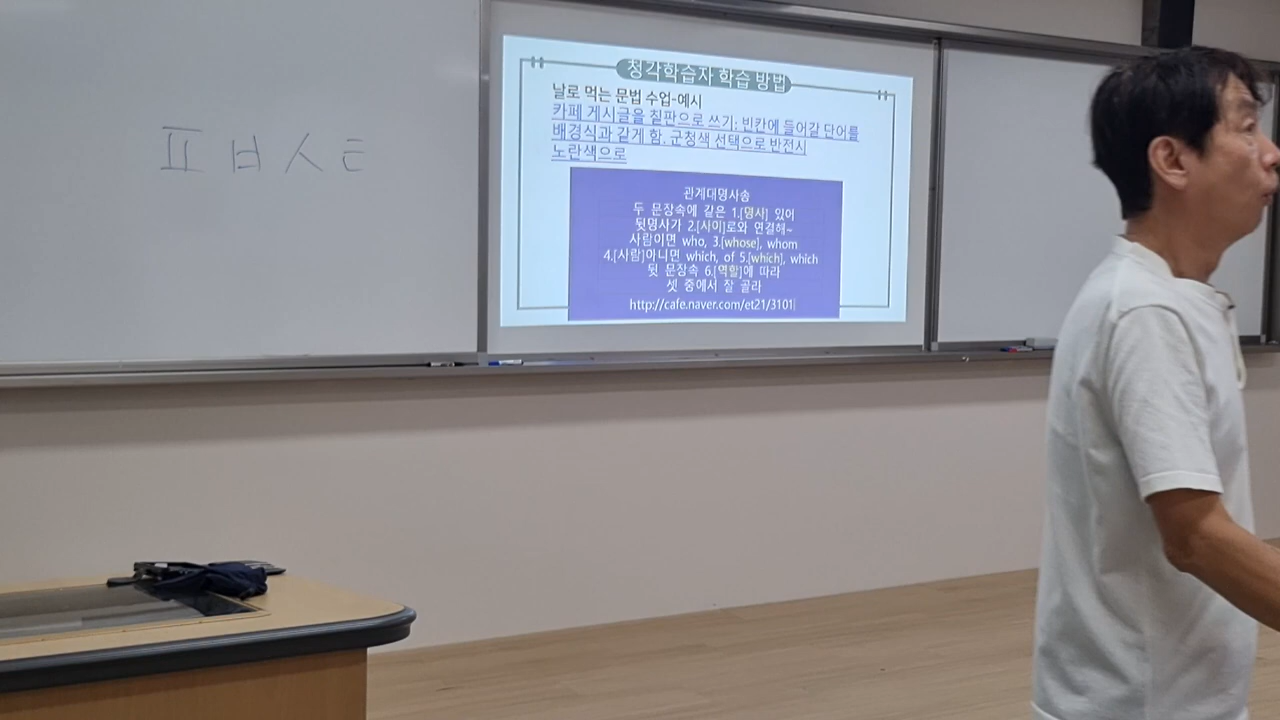 ㅍ ㅂ ㅅ ㅌ
청각학습자 학습 방법
날로 먹는 문법 수업-예시
카페 게시글을 칠판으로 쓰기: 빈칸에 들어갈 단어를
배경식과 같게 함. 군청색 선택으로 반전시
노란색으로
관계대명사송
두 문장속에 같은 1.[명사] 있어
뒷명사가 2.[사이]로와 연결해~
사람이면 who, 3.[whose], whom
4.[사람]아니면 which, of 5.[which], which
뒷 문장속 6.[역할]에 따라
셋 중에서 잘 골라
http://cafe.naver.com/et21/3101